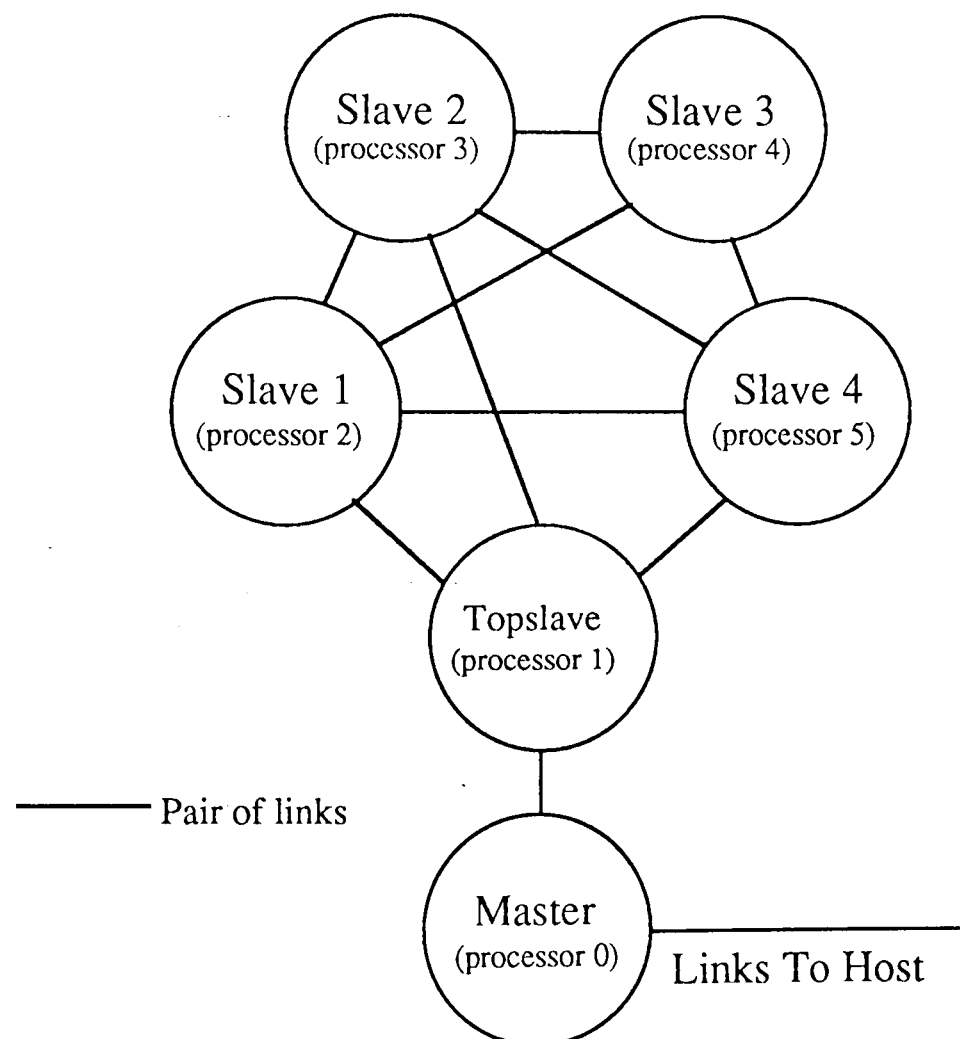 Slave 2
(processor 3)
Slave 3
(processor 4)
Slave 1
(processor 2)
Slave 4
(processor 5)
Topslave
(processor 1)
Pair of links
Master
(processor 0)
Links To Host